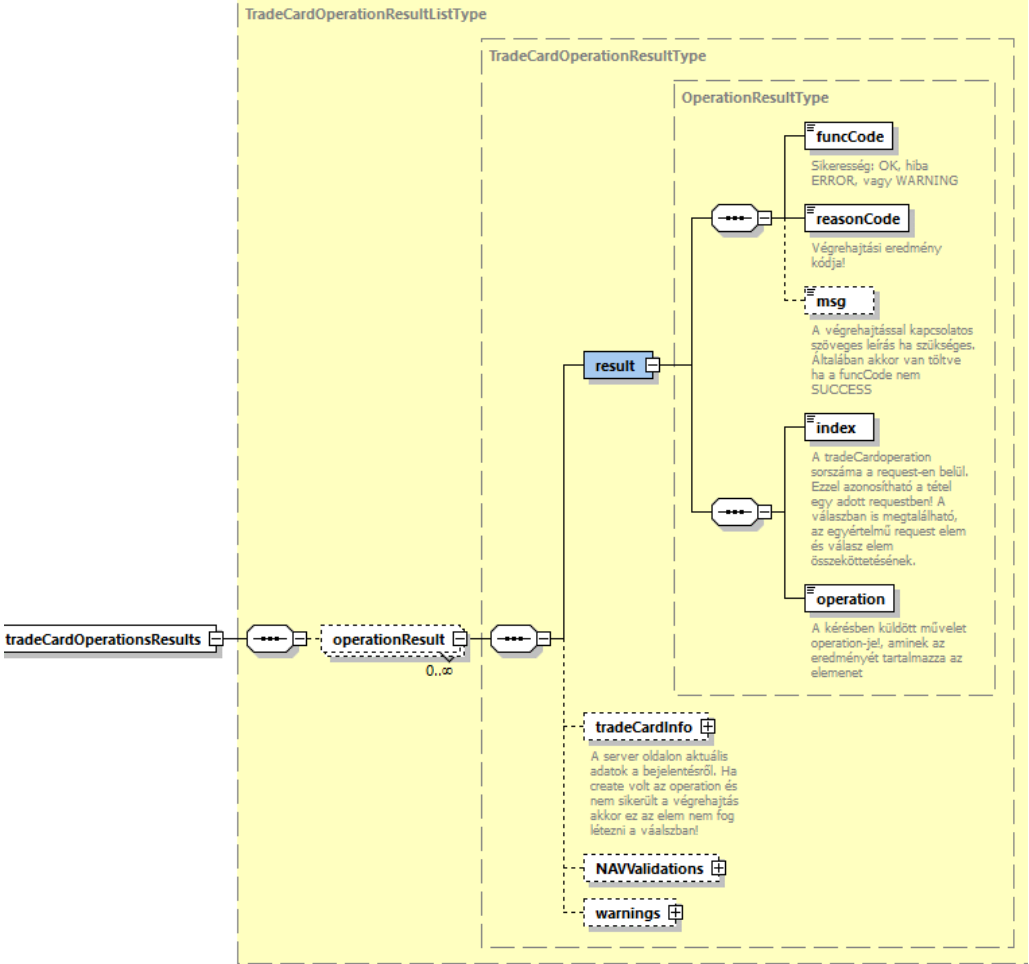 TradeCardOperationResultListType
TradeCardOperationResultType
OperationResultType
funcCode
Sikeresség: OK, hiba
ERROR, vagy WARNING
reasonCode
Végrehajtási eredmény
kódja!
msg
A végrehajtással kapcsolatos
szöveges leírás ha szükséges.
Általában akkor van töltve
ha a funcCode nem
SUCCESS
result
index
A tradeCardoperation
sorszáma a request-en belül.
Ezzel azonosítható a tétel
egy adott requestben! A
válaszban is megtalálható,
az egyértelmű request elem
és válasz elem
összeköttetésének.
operation
A kérésben küldött művelet
operation-je!, aminek az
eredményét tartalmazza az
elemenet
tradeCardOperationsResults
operationResult
0..∞
tradeCardInfo
A server oldalon aktuális
adatok a bejelentésről. Ha
create volt az operation és
nem sikerült a végrehajtás
akkor ez az elem nem fog
létezni a váalszban!
NAVValidations
warnings